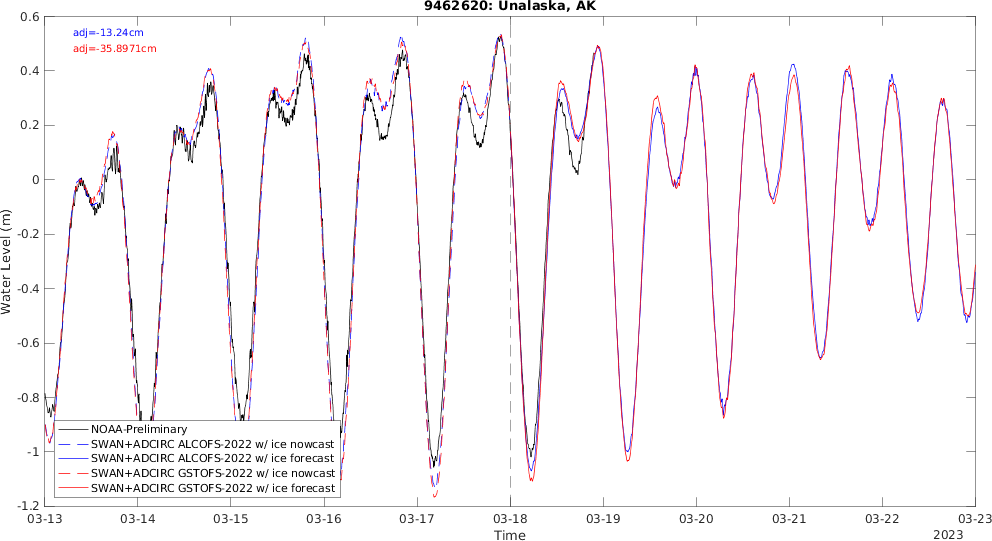 9462620: Unalaska, AK
adj=-13.24cm
adj=-35.8971cm
0.6
0.4
0.2
0
-0.2
-0.4
-0.6
-0.8
-1
-1.2
Water Level (m)
NOAA-Preliminary
SWAN+ADCIRC ALCOFS-2022 w/ ice nowcast
SWAN+ADCIRC ALCOFS-2022 w/ ice forecast
SWAN+ADCIRC GSTOFS-2022 w/ ice nowcast
SWAN+ADCIRC GSTOFS-2022 w/ ice forecast
03-13 03-14 03-15 03-16 03-17 03-18 03-19 03-20 03-21 03-22 03-23
Time
2023